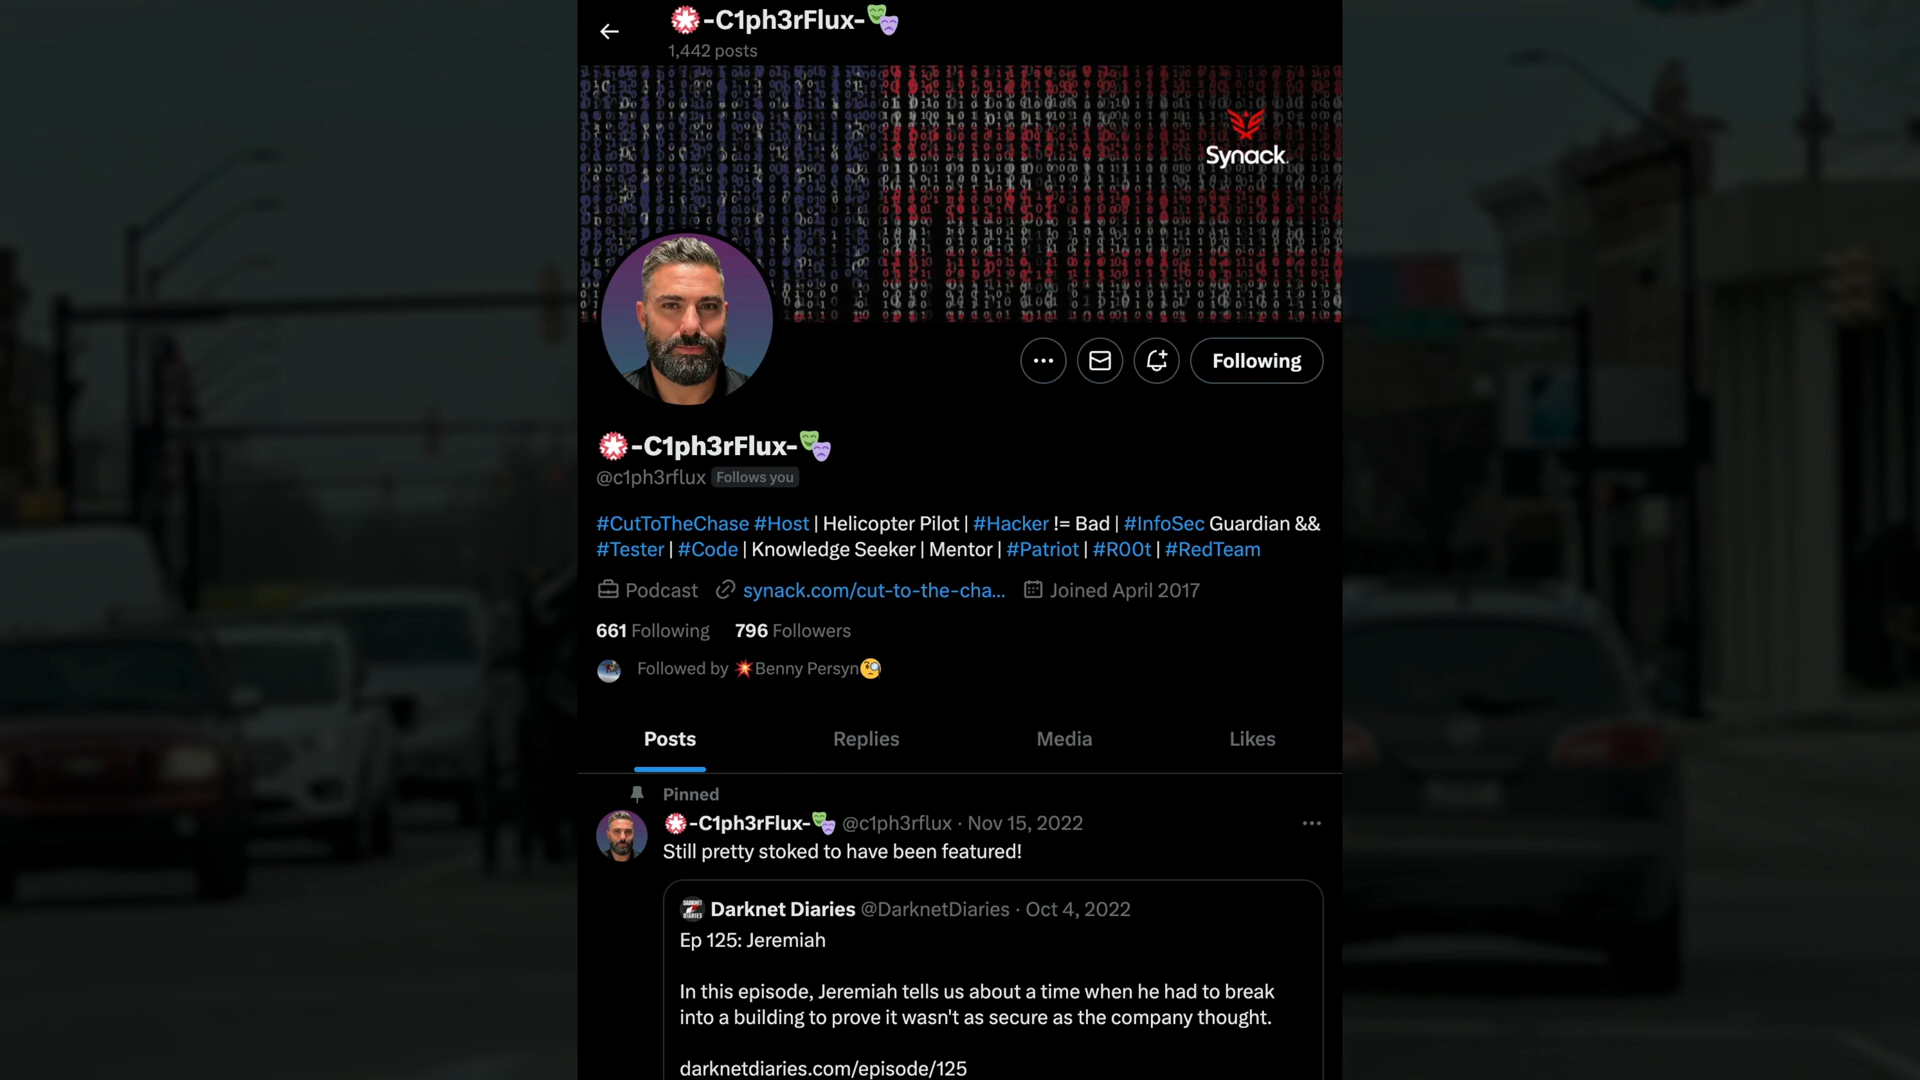 -C1ph3rFlux-
1,442 posts
Synack
Following
-C1ph3rFlux-
@c1ph3rflux Follows you
#CutToTheChase #Host | Helicopter Pilot | #Hacker != Bad | #InfoSec Guardian &&
#Tester | #Code | Knowledge Seeker | Mentor | #Patriot | #R00t | #RedTeam
Podcast synack.com/cut-to-the-cha... Joined April 2017
661 Following 796 Followers
Followed by 💥Benny Persyn🧐
Posts Replies Media Likes
Pinned
-C1ph3rFlux- @c1ph3rflux · Nov 15, 2022
Still pretty stoked to have been featured!
Darknet Diaries @DarknetDiaries · Oct 4, 2022
Ep 125: Jeremiah
In this episode, Jeremiah tells us about a time when he had to break
into a building to prove it wasn't as secure as the company thought.
darknetdiaries.com/episode/125